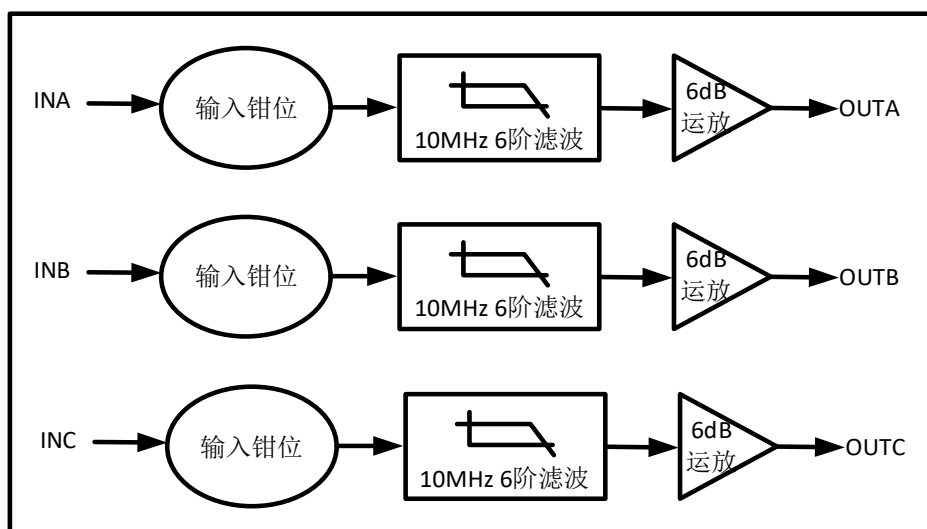 INA
输入钳位
10MHz 6阶滤波
6dB
运放
OUTA
INB
输入钳位
10MHz 6阶滤波
6dB
运放
OUTB
INC
输入钳位
10MHz 6阶滤波
6dB
运放
OUTC